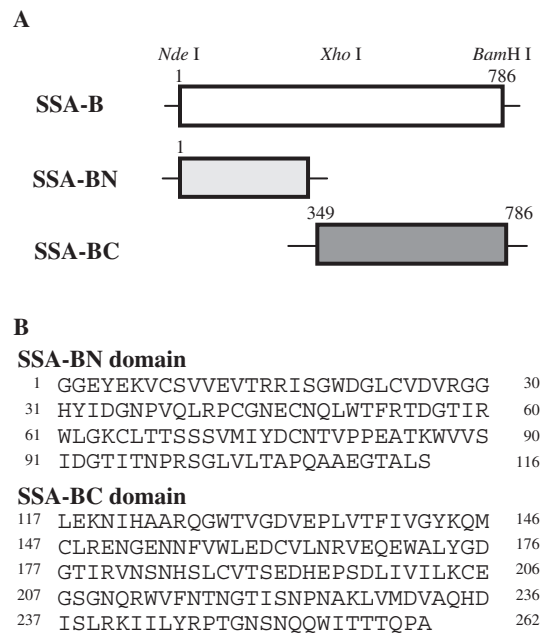 A
Nde I Xho I BamH I
1 786
SSA-B
1
SSA-BN
349 786
SSA-BC
B
SSA-BN domain
1 GGEYEKVCSVVEVTRRISGWDGLCVDVRGG 30
31 HYIDGNPVQLRPCGNECNQLWTFRTDGTIR 60
61 WLGKCLTTSSSVMIYDCNTVPPEATKWVVS 90
91 IDGTITNPRSGLVLTAPQAAEGTALS 116
SSA-BC domain
117 LEKNIHAARQGWTVGDVEPLVTFIVGYKQM 146
147 CLRENGENNFVWLEDCVLNRVEQEWALYGD 176
177 GTIRVNSNHSLCVTSEDHEPSDLIVILKCE 206
207 GSGNQRWVFNTNGTISNPNAKLVMDVAQHD 236
237 ISLRKIILYRPTGNSNQQWITTTQPA 262